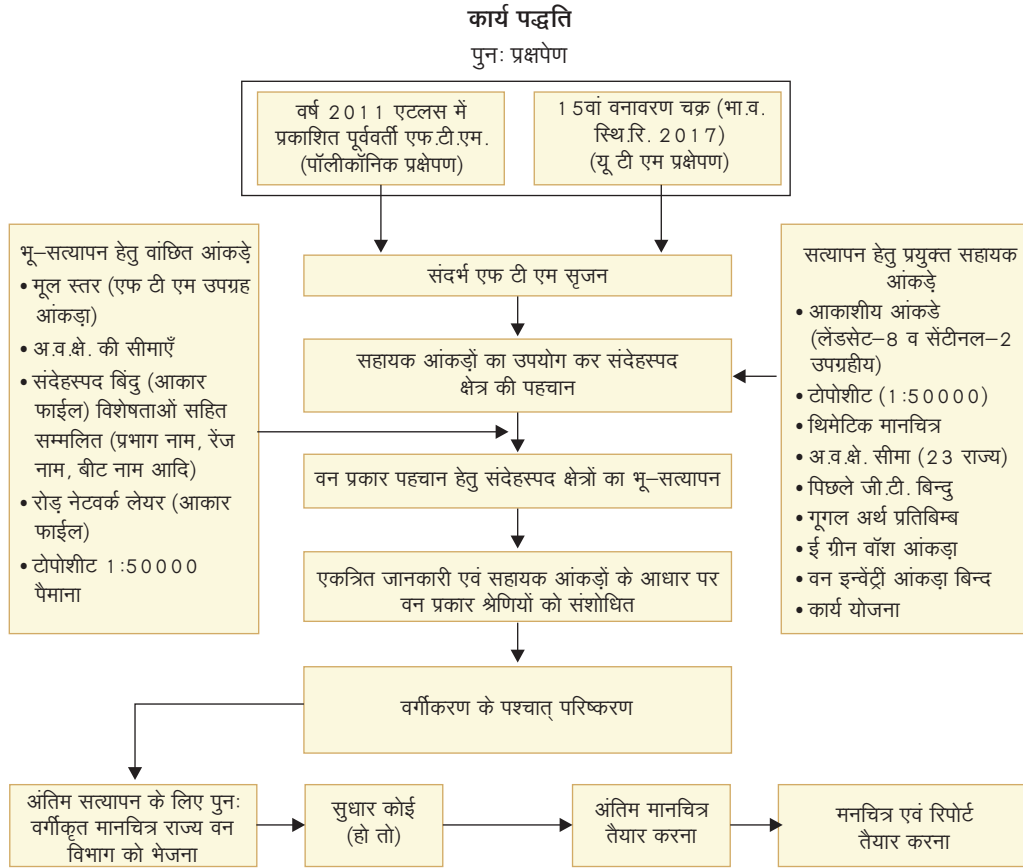 कार्य पद्धति
पुनः प्रक्षपेण
वर्ष 2011 एटलस में
प्रकाशित पूर्ववर्ती एफ.टी.एम.
(पॉलीकॉनिक प्रक्षेपण)
15वां वनावरण चक्र (भा.व.
स्थि.रि. 2017)
(यू टी एम प्रक्षेपण)
भू–सत्यापन हेतु वांछित आंकड़े
• मूल स्तर (एफ टी एम उपग्रह
आंकड़ा)
• अ.व.क्षे. की सीमाएँ
• संदेहस्पद बिंदु (आकार
फाईल) विशेषताओं सहित
सम्मलित (प्रभाग नाम, रेंज
नाम, बीट नाम आदि)
• रोड़ नेटवर्क लेयर (आकार
फाईल)
• टोपोशीट 1:50000
पैमाना
संदर्भ एफ टी एम सृजन
सहायक आंकड़ों का उपयोग कर संदेहस्पद
क्षेत्र की पहचान
वन प्रकार पहचान हेतु संदेहस्पद क्षेत्रों का भू–सत्यापन
एकत्रित जानकारी एवं सहायक आंकड़ों के आधार पर
वन प्रकार श्रेणियों को संशोधित
वर्गीकरण के पश्चात् परिष्करण
सत्यापन हेतु प्रयुक्त सहायक
आंकड़े
• आकाशीय आंकडे
(लेंडसेट–8 व सेंटीनल–2
उपग्रहीय)
• टोपोशीट (1:50000)
• थिमेटिक मानचित्र
• अ.व.क्षे. सीमा (23 राज्य)
• पिछले जी.टी. बिन्दु
• गूगल अर्थ प्रतिबिम्ब
• ई ग्रीन वॉश आंकड़ा
• वन इन्वेंट्री आंकड़ा बिन्द
• कार्य योजना
अंतिम सत्यापन के लिए पुनः
वर्गीकृत मानचित्र राज्य वन
विभाग को भेजना
सुधार कोई
(हो तो)
अंतिम मानचित्र
तैयार करना
मनचित्र एवं रिपोर्ट
तैयार करना